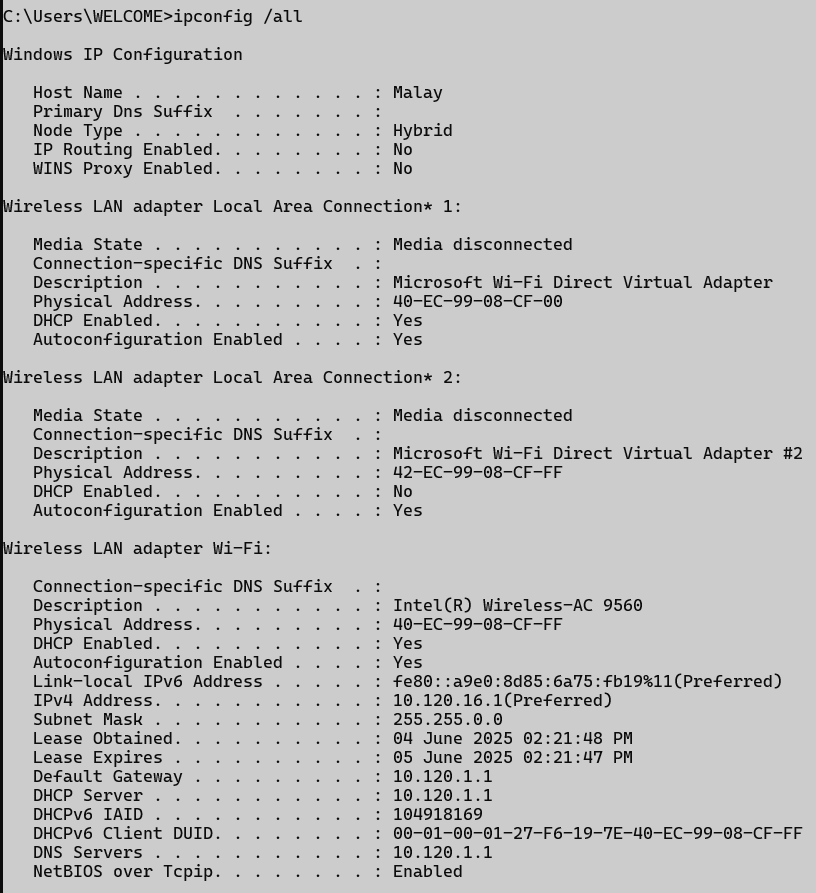 C:\Users\WELCOME>ipconfig /all
Windows IP Configuration
Host Name . . . . . . . . . . . . : Malay
Primary Dns Suffix  . . . . . . . :
Node Type . . . . . . . . . . . . : Hybrid
IP Routing Enabled. . . . . . . . : No
WINS Proxy Enabled. . . . . . . . : No
Wireless LAN adapter Local Area Connection* 1:
Media State . . . . . . . . . . . : Media disconnected
Connection-specific DNS Suffix  . :
Description . . . . . . . . . . . : Microsoft Wi-Fi Direct Virtual Adapter
Physical Address. . . . . . . . . : 40-EC-99-08-CF-00
DHCP Enabled. . . . . . . . . . . : Yes
Autoconfiguration Enabled . . . . : Yes
Wireless LAN adapter Local Area Connection* 2:
Media State . . . . . . . . . . . : Media disconnected
Connection-specific DNS Suffix  . :
Description . . . . . . . . . . . : Microsoft Wi-Fi Direct Virtual Adapter #2
Physical Address. . . . . . . . . : 42-EC-99-08-CF-FF
DHCP Enabled. . . . . . . . . . . : No
Autoconfiguration Enabled . . . . : Yes
Wireless LAN adapter Wi-Fi:
Connection-specific DNS Suffix  . :
Description . . . . . . . . . . . : Intel(R) Wireless-AC 9560
Physical Address. . . . . . . . . : 40-EC-99-08-CF-FF
DHCP Enabled. . . . . . . . . . . : Yes
Autoconfiguration Enabled . . . . : Yes
Link-local IPv6 Address . . . . . : fe80::a9e0:8d85:6a75:fb19%11(Preferred)
IPv4 Address. . . . . . . . . . . : 10.120.16.1(Preferred)
Subnet Mask . . . . . . . . . . . : 255.255.0.0
Lease Obtained. . . . . . . . . . : 04 June 2025 02:21:48 PM
Lease Expires . . . . . . . . . . : 05 June 2025 02:21:47 PM
Default Gateway . . . . . . . . . : 10.120.1.1
DHCP Server . . . . . . . . . . . : 10.120.1.1
DHCPv6 IAID . . . . . . . . . . . : 104918169
DHCPv6 Client DUID. . . . . . . . : 00-01-00-01-27-F6-19-7E-40-EC-99-08-CF-FF
DNS Servers . . . . . . . . . . . : 10.120.1.1
NetBIOS over Tcpip. . . . . . . . : Enabled